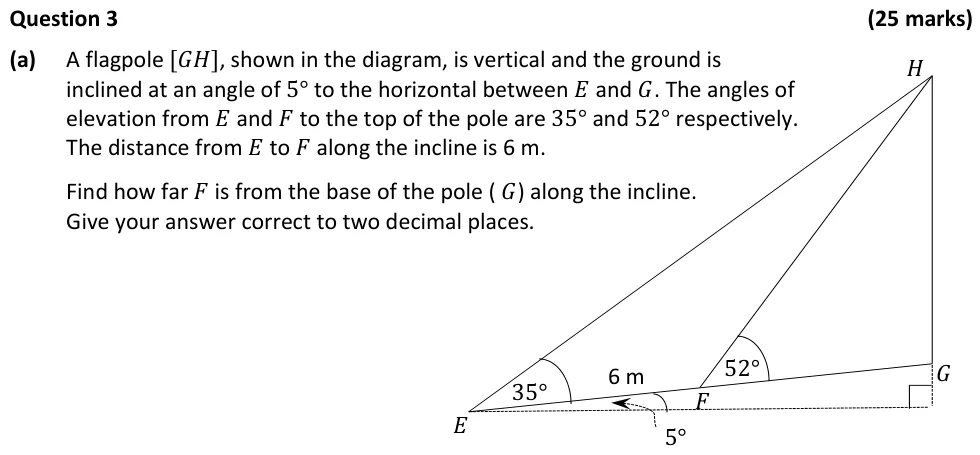 Question 3 (25 marks)
(a) A flagpole [GH], shown in the diagram, is vertical and the ground is
inclined at an angle of 5° to the horizontal between E and G. The angles of
elevation from E and F to the top of the pole are 35° and 52° respectively.
The distance from E to F along the incline is 6 m.
Find how far F is from the base of the pole ( G) along the incline.
Give your answer correct to two decimal places.
H
52°
G
6 m
35°
F
E
5°